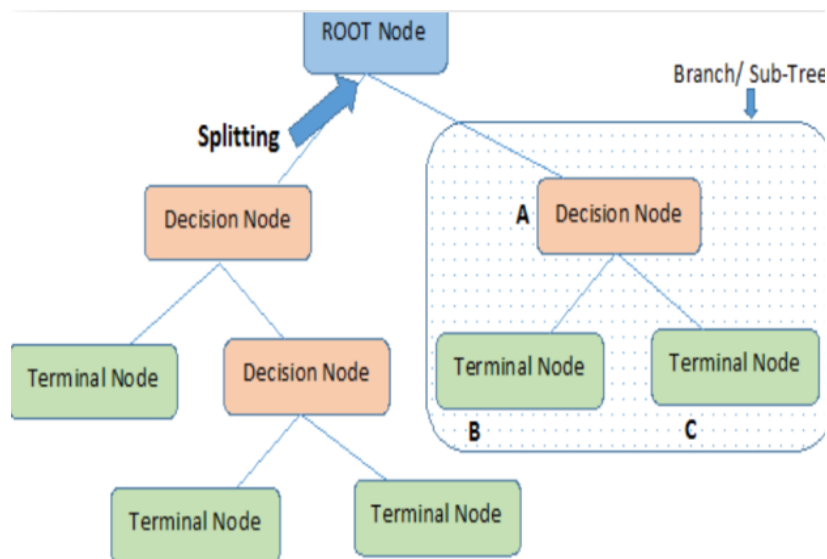 ROOT Node
Branch/ Sub-Tree
Splitting
Decision Node
A
Decision Node
Terminal Node
Decision Node
Terminal Node
Terminal Node
B
C
Terminal Node
Terminal Node